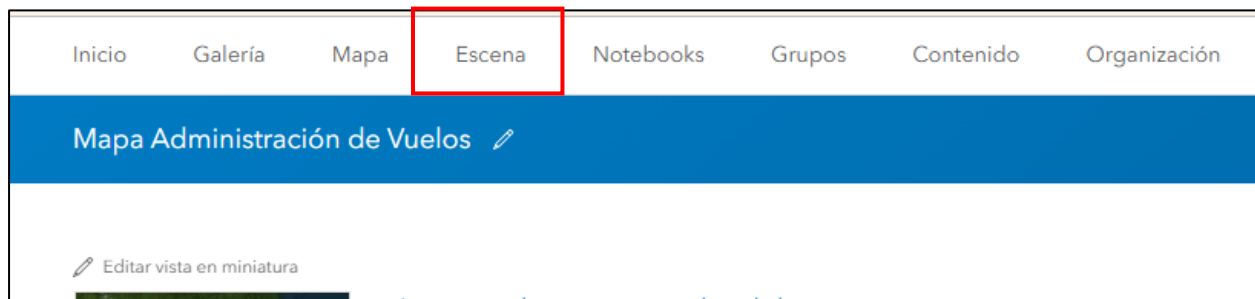 Inicio Galería Mapa Escena Notebooks Grupos Contenido Organización
Mapa Administración de Vuelos
Editar vista en miniatura